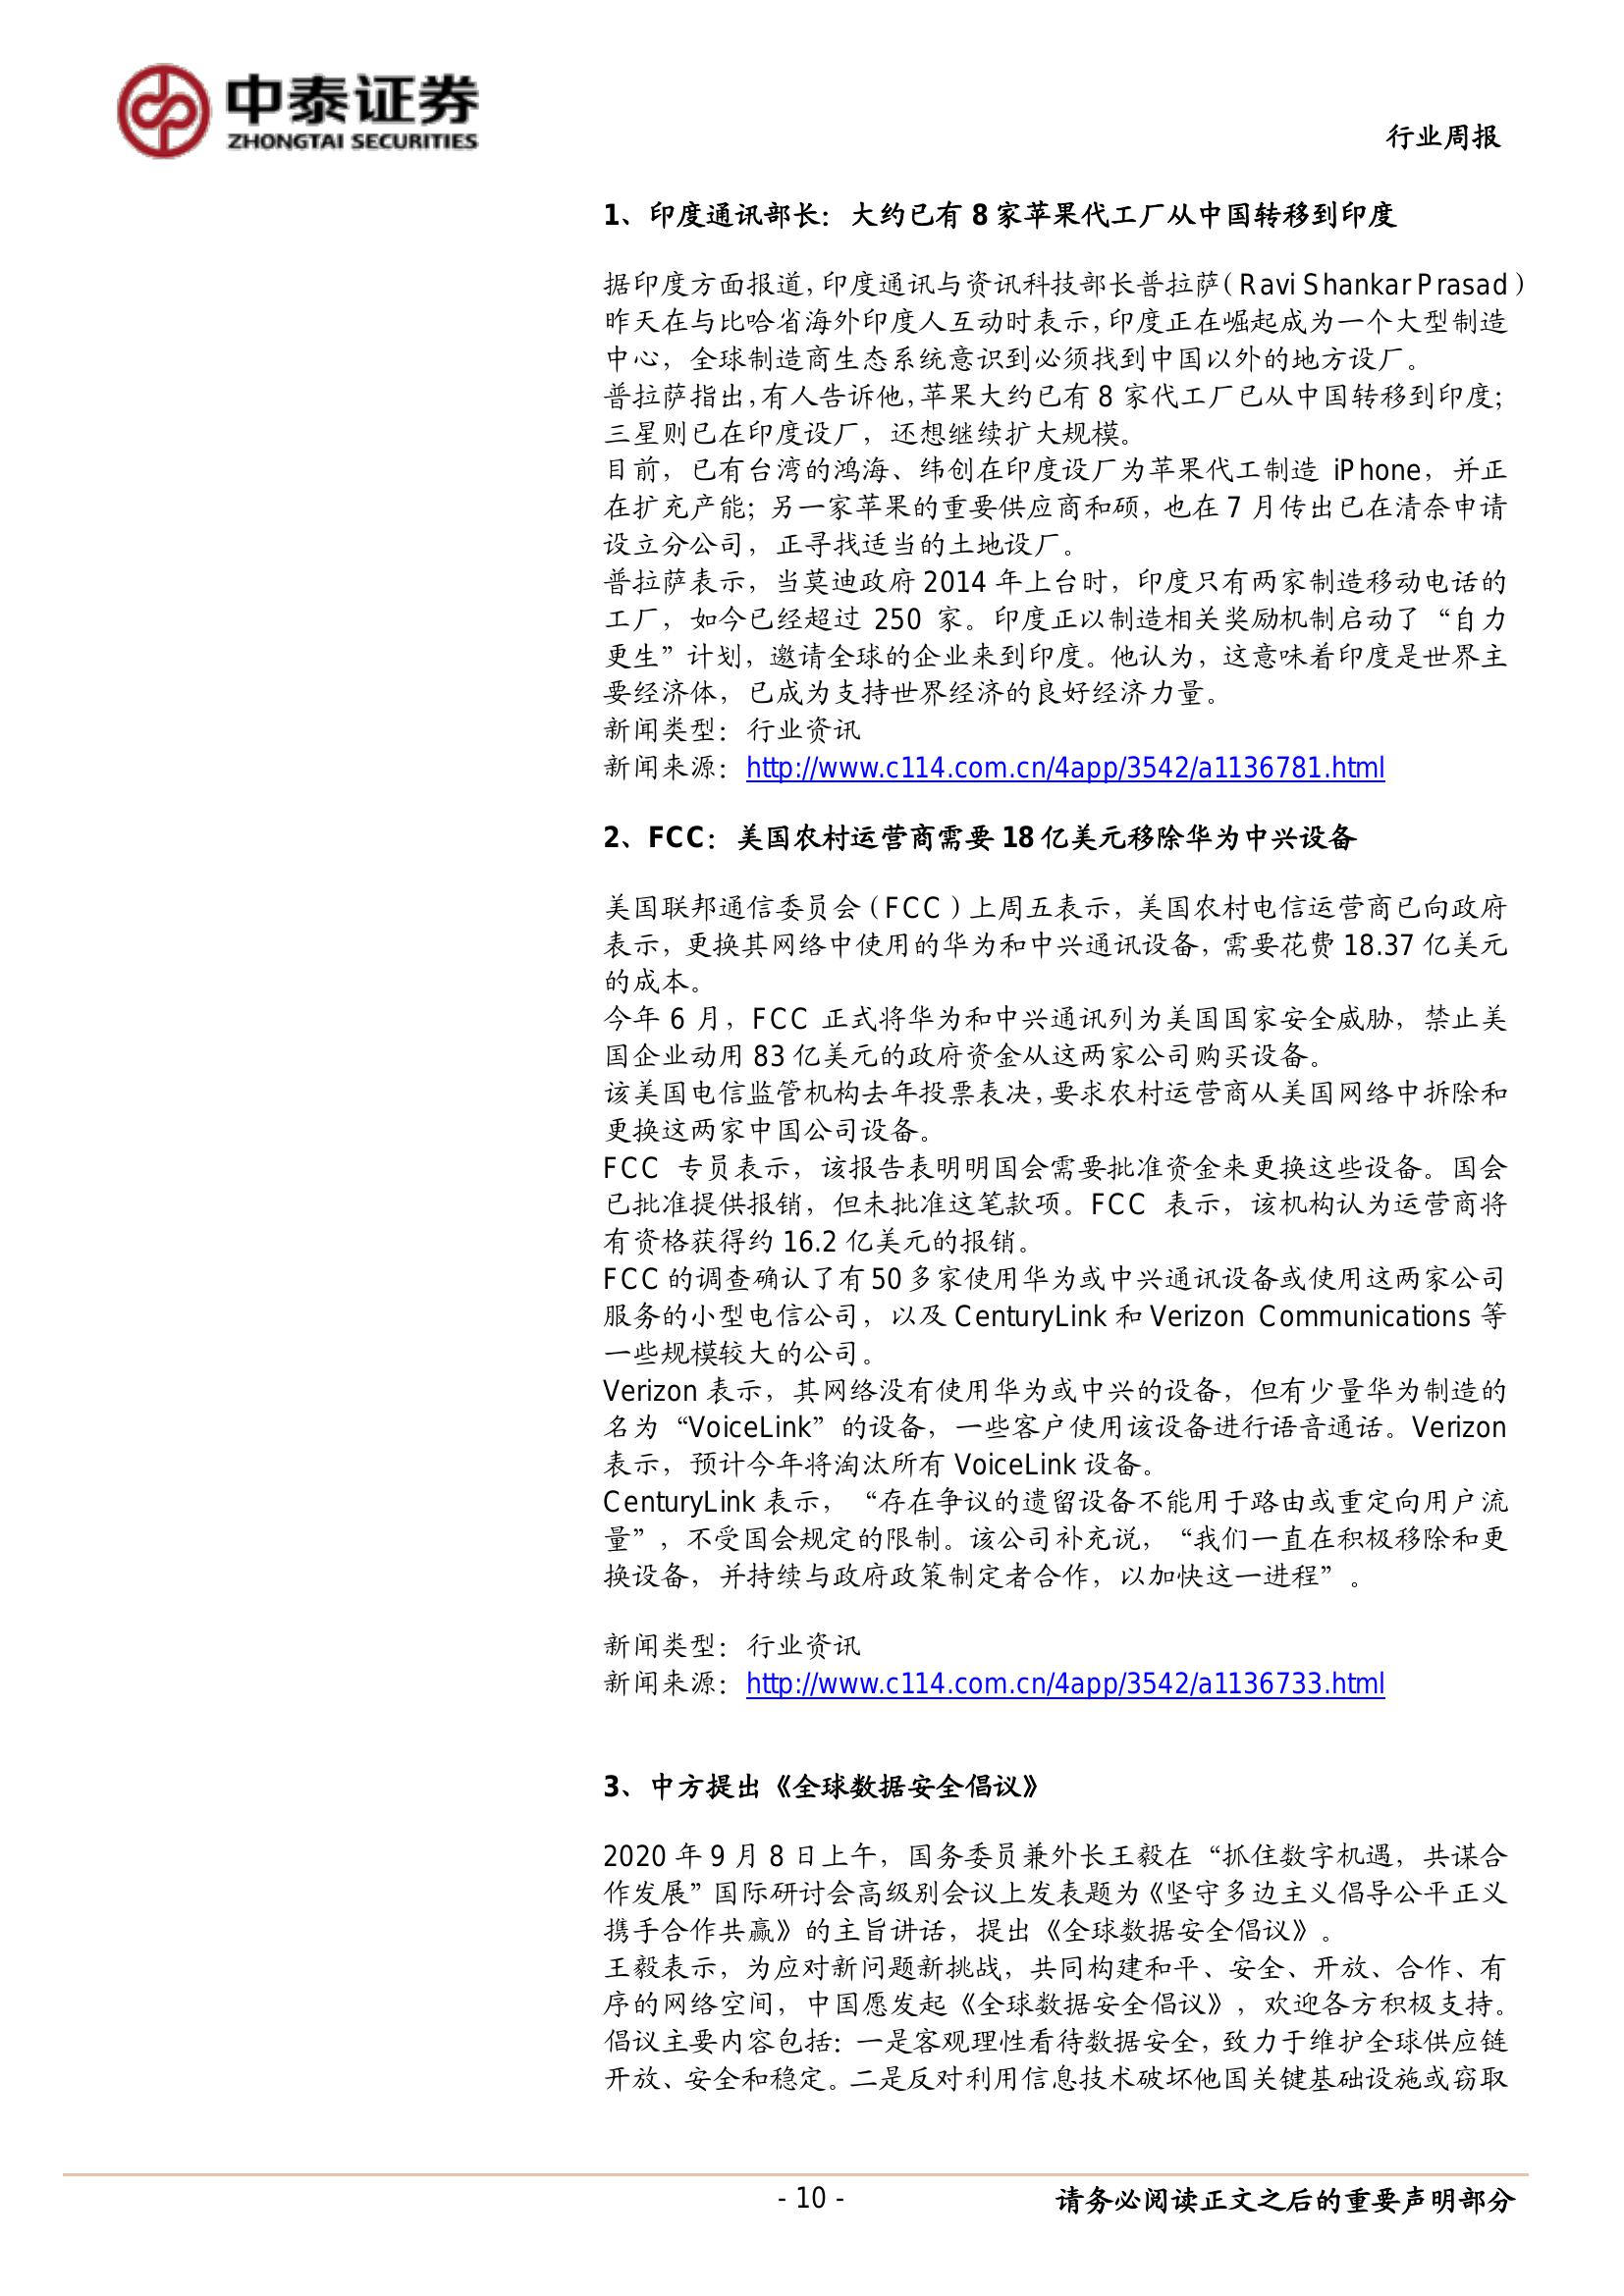 中泰证券
ZHONGTAI SECURITIES
行业周报
1、印度通讯部长：大约已有 8 家苹果代工厂从中国转移到印度
据印度方面报道，印度通讯与资讯科技部长普拉萨（Ravi Shankar Prasad）
昨天在与比哈省海外印度人互动时表示，印度正在崛起成为一个大型制造
中心，全球制造商生态系统意识到必须找到中国以外的地方设厂。
普拉萨指出，有人告诉他，苹果大约已有 8 家代工厂已从中国转移到印度；
三星则已在印度设厂，还想继续扩大规模。
目前，已有台湾的鸿海、纬创在印度设厂为苹果代工制造 iPhone，并正
在扩充产能；另一家苹果的重要供应商和硕，也在 7 月传出已在清奈申请
设立分公司，正寻找适当的土地设厂。
普拉萨表示，当莫迪政府 2014 年上台时，印度只有两家制造移动电话的
工厂，如今已经超过 250 家。印度正以制造相关奖励机制启动了“自力
更生”计划，邀请全球的企业来到印度。他认为，这意味着印度是世界主
要经济体，已成为支持世界经济的良好经济力量。
新闻类型：行业资讯
新闻来源：http://www.c114.com.cn/4app/3542/a1136781.html
2、FCC：美国农村运营商需要 18 亿美元移除华为中兴设备
美国联邦通信委员会（FCC）上周五表示，美国农村电信运营商已向政府
表示，更换其网络中使用的华为和中兴通讯设备，需要花费 18.37 亿美元
的成本。
今年 6 月，FCC 正式将华为和中兴通讯列为美国国家安全威胁，禁止美
国企业动用 83 亿美元的政府资金从这两家公司购买设备。
该美国电信监管机构去年投票表决，要求农村运营商从美国网络中拆除和
更换这两家中国公司设备。
FCC 专员表示，该报告表明明国会需要批准资金来更换这些设备。国会
已批准提供报销，但未批准这笔款项。FCC 表示，该机构认为运营商将
有资格获得约 16.2 亿美元的报销。
FCC 的调查确认了有 50 多家使用华为或中兴通讯设备或使用这两家公司
服务的小型电信公司，以及 CenturyLink 和 Verizon Communications 等
一些规模较大的公司。
Verizon 表示，其网络没有使用华为或中兴的设备，但有少量华为制造的
名为“VoiceLink”的设备，一些客户使用该设备进行语音通话。Verizon
表示，预计今年将淘汰所有 VoiceLink 设备。
CenturyLink 表示，“存在争议的遗留设备不能用于路由或重定向用户流
量”，不受国会规定的限制。该公司补充说，“我们一直在积极移除和更
换设备，并持续与政府政策制定者合作，以加快这一进程”。
新闻类型：行业资讯
新闻来源：http://www.c114.com.cn/4app/3542/a1136733.html
3、中方提出《全球数据安全倡议》
2020 年 9 月 8 日上午，国务委员兼外长王毅在“抓住数字机遇，共谋合
作发展”国际研讨会高级别会议上发表题为《坚守多边主义倡导公平正义
携手合作共赢》的主旨讲话，提出《全球数据安全倡议》。
王毅表示，为应对新问题新挑战，共同构建和平、安全、开放、合作、有
序的网络空间，中国愿发起《全球数据安全倡议》，欢迎各方积极支持。
倡议主要内容包括：一是客观理性看待数据安全，致力于维护全球供应链
开放、安全和稳定。二是反对利用信息技术破坏他国关键基础设施或窃取
- 10 -
请务必阅读正文之后的重要声明部分